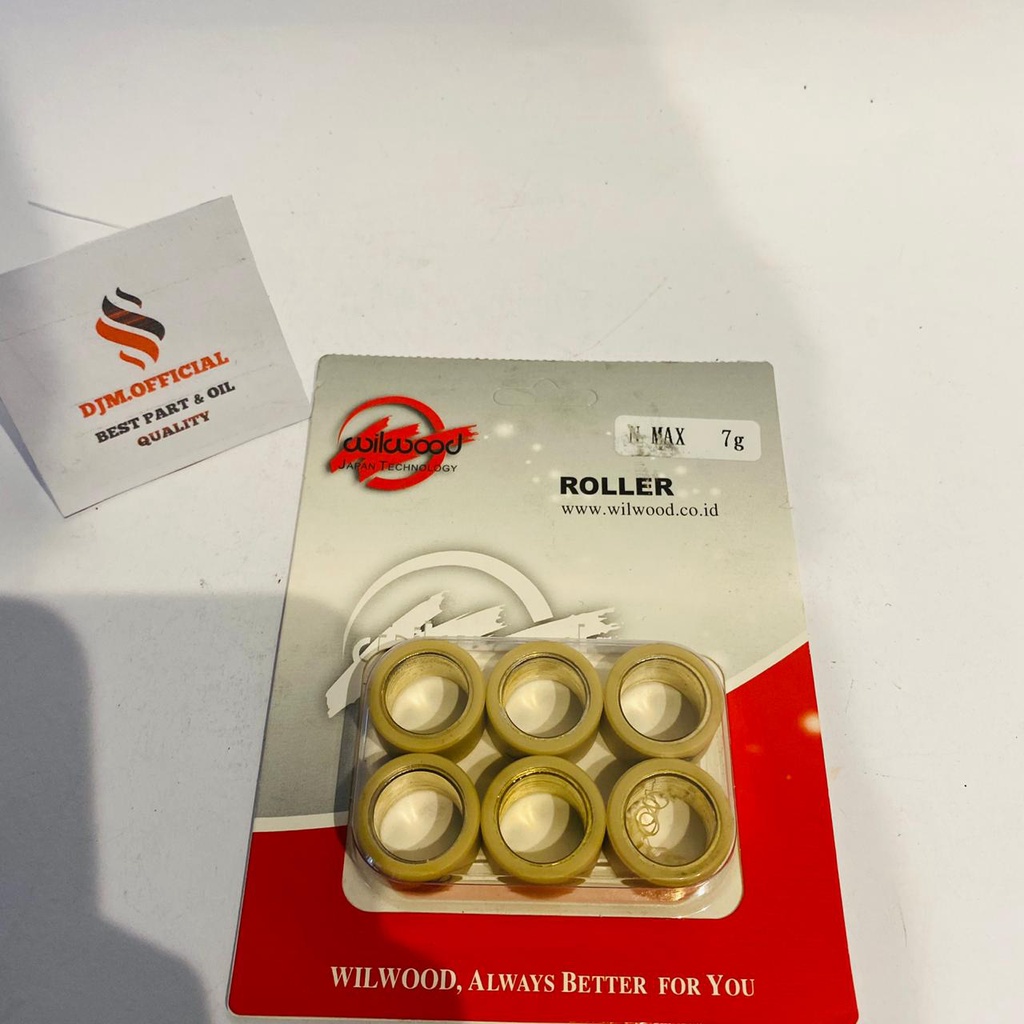 DJM.OFFICIAL
BEST PART & OIL
QUALITY
wilwood
JAPAN TECHNOLOGY
N MAX 7g
ROLLER
www.wilwood.co.id
WILWOOD, ALWAYS BETTER FOR YOU